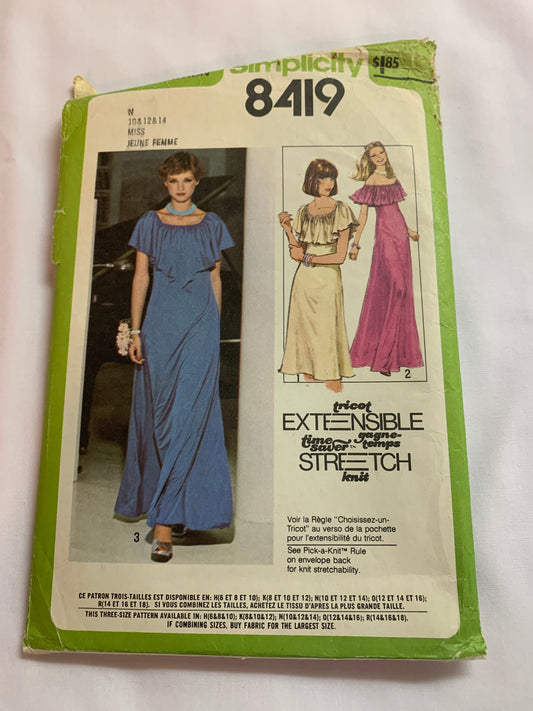 Simplicity
$1.85
8419
N
10&12&14
MISS
JEUNE FEMME
2
3
tricot
EXTENSIBLE
time saver™ gagne-temps
STRETCH
knit
Voir la Règle "Choisissez-un-
Tricot" au verso de la pochette
pour l'extensibilité du tricot.
See Pick-a-Knit™ Rule
on envelope back
for knit stretchability.
CE PATRON TROIS-TAILLES EST DISPONIBLE EN: H(6 ET 8 ET 10); K(8 ET 10 ET 12); N(10 ET 12 ET 14); O(12 ET 14 ET 16);
R(14 ET 16 ET 18). SI VOUS COMBINEZ LES TAILLES, ACHETEZ LE TISSU D'APRES LA PLUS GRANDE TAILLE.
THIS THREE-SIZE PATTERN AVAILABLE IN: H(6&8&10); K(8&10&12); N(10&12&14); O(12&14&16); R(14&16&18).
IF COMBINING SIZES, BUY FABRIC FOR THE LARGEST SIZE.